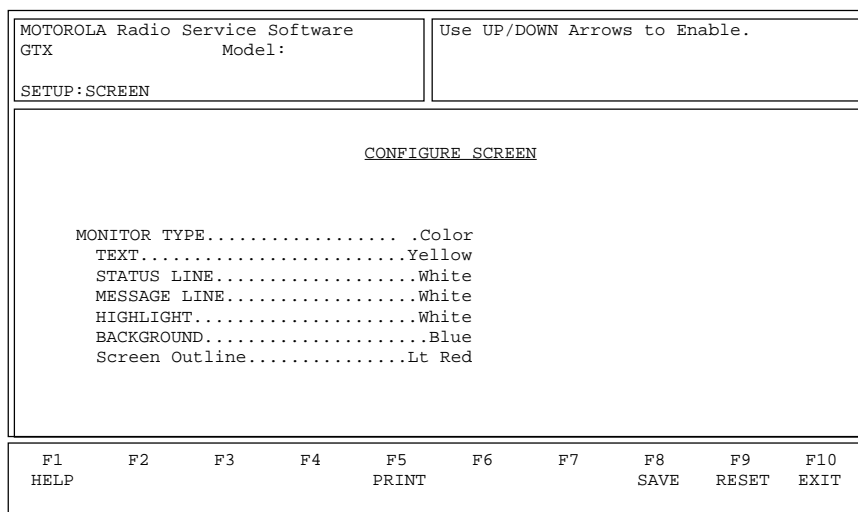 MOTOROLA Radio Service Software
GTX Model:
SETUP:SCREEN
Use UP/DOWN Arrows to Enable.
CONFIGURE SCREEN
MONITOR TYPE.................. .Color
TEXT.........................Yellow
STATUS LINE...................White
MESSAGE LINE..................White
HIGHLIGHT.....................White
BACKGROUND.....................Blue
Screen Outline...............Lt Red
F1 F2 F3 F4 F5 F6 F7 F8 F9 F10
HELP PRINT SAVE RESET EXIT